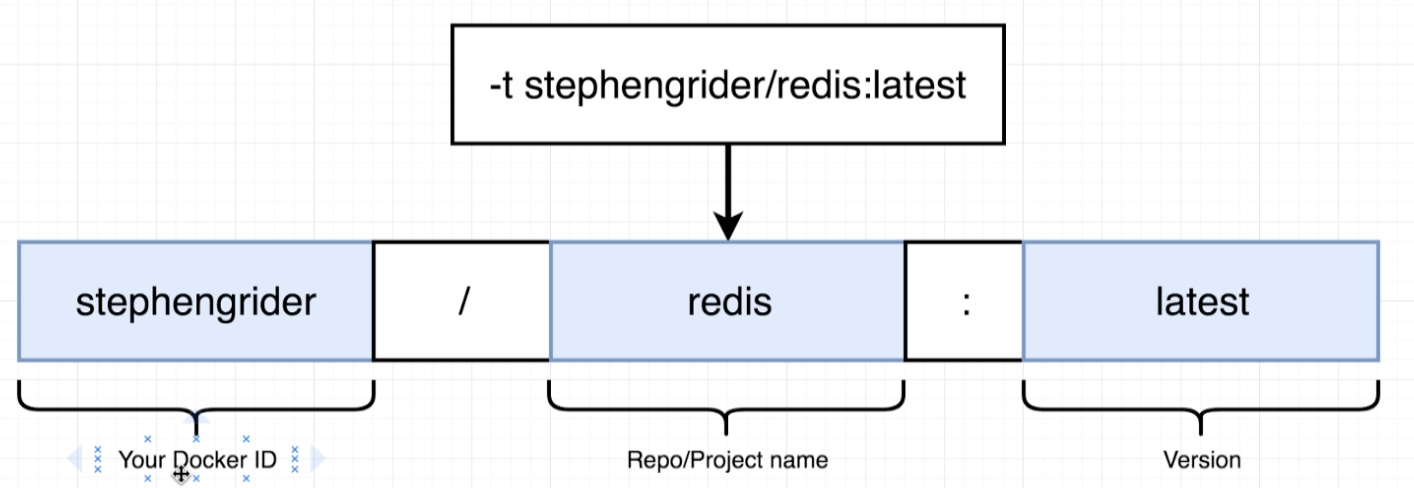 -t stephengrider/redis:latest
stephengrider / redis : latest
Your Docker ID Repo/Project name Version